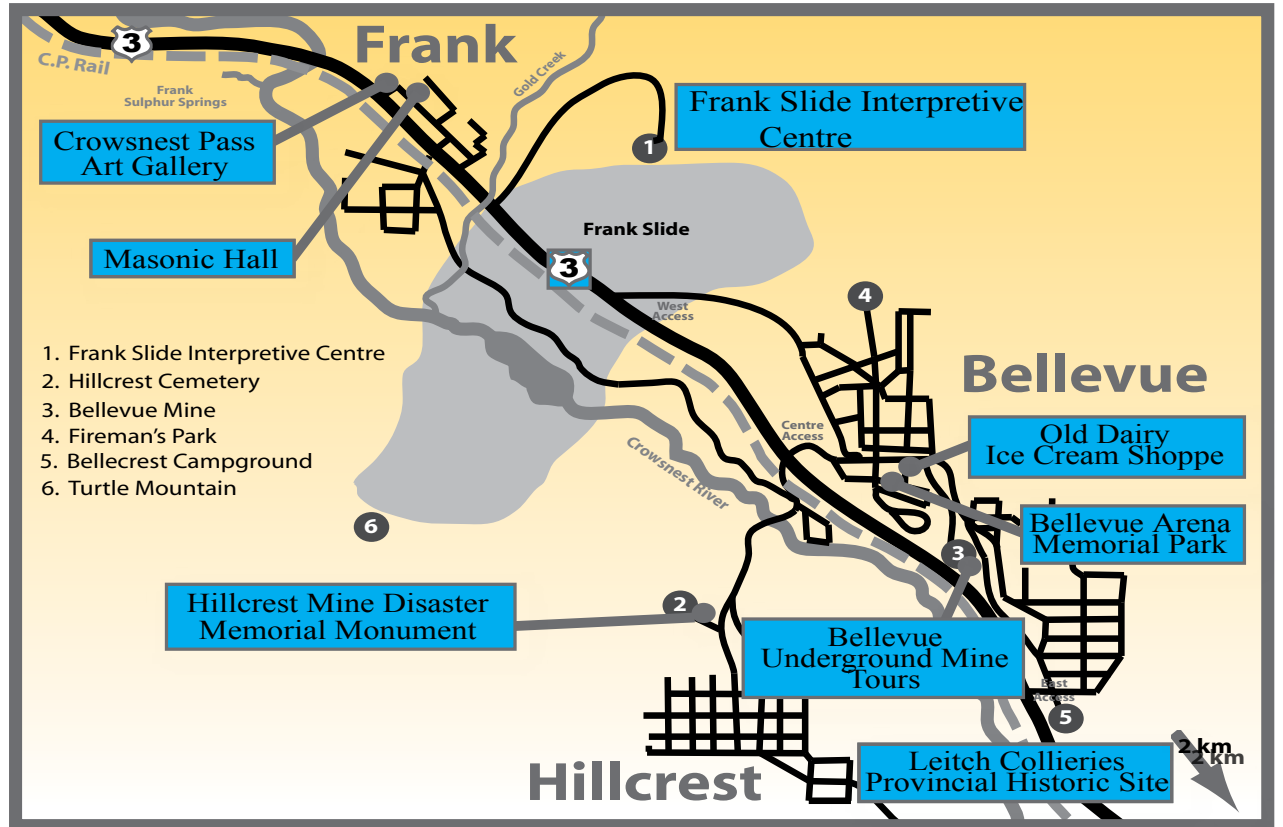 3
Frank
C.P. Rail
Gold Creek
Frank
Sulphur Springs
Frank Slide Interpretive
Centre
Crowsnest Pass
Art Gallery
1
Frank Slide
Masonic Hall
3
4
West
Access
1. Frank Slide Interpretive Centre
2. Hillcrest Cemetery
3. Bellevue Mine
4. Fireman's Park
5. Bellecrest Campground
6. Turtle Mountain
Bellevue
Centre
Access
Old Dairy
Ice Cream Shoppe
Crowsnest River
6
Bellevue Arena
Memorial Park
3
Hillcrest Mine Disaster
Memorial Monument
2
Bellevue
Underground Mine
Tours
East
Access
5
Hillcrest
Leitch Collieries
Provincial Historic Site
2 km
2 km